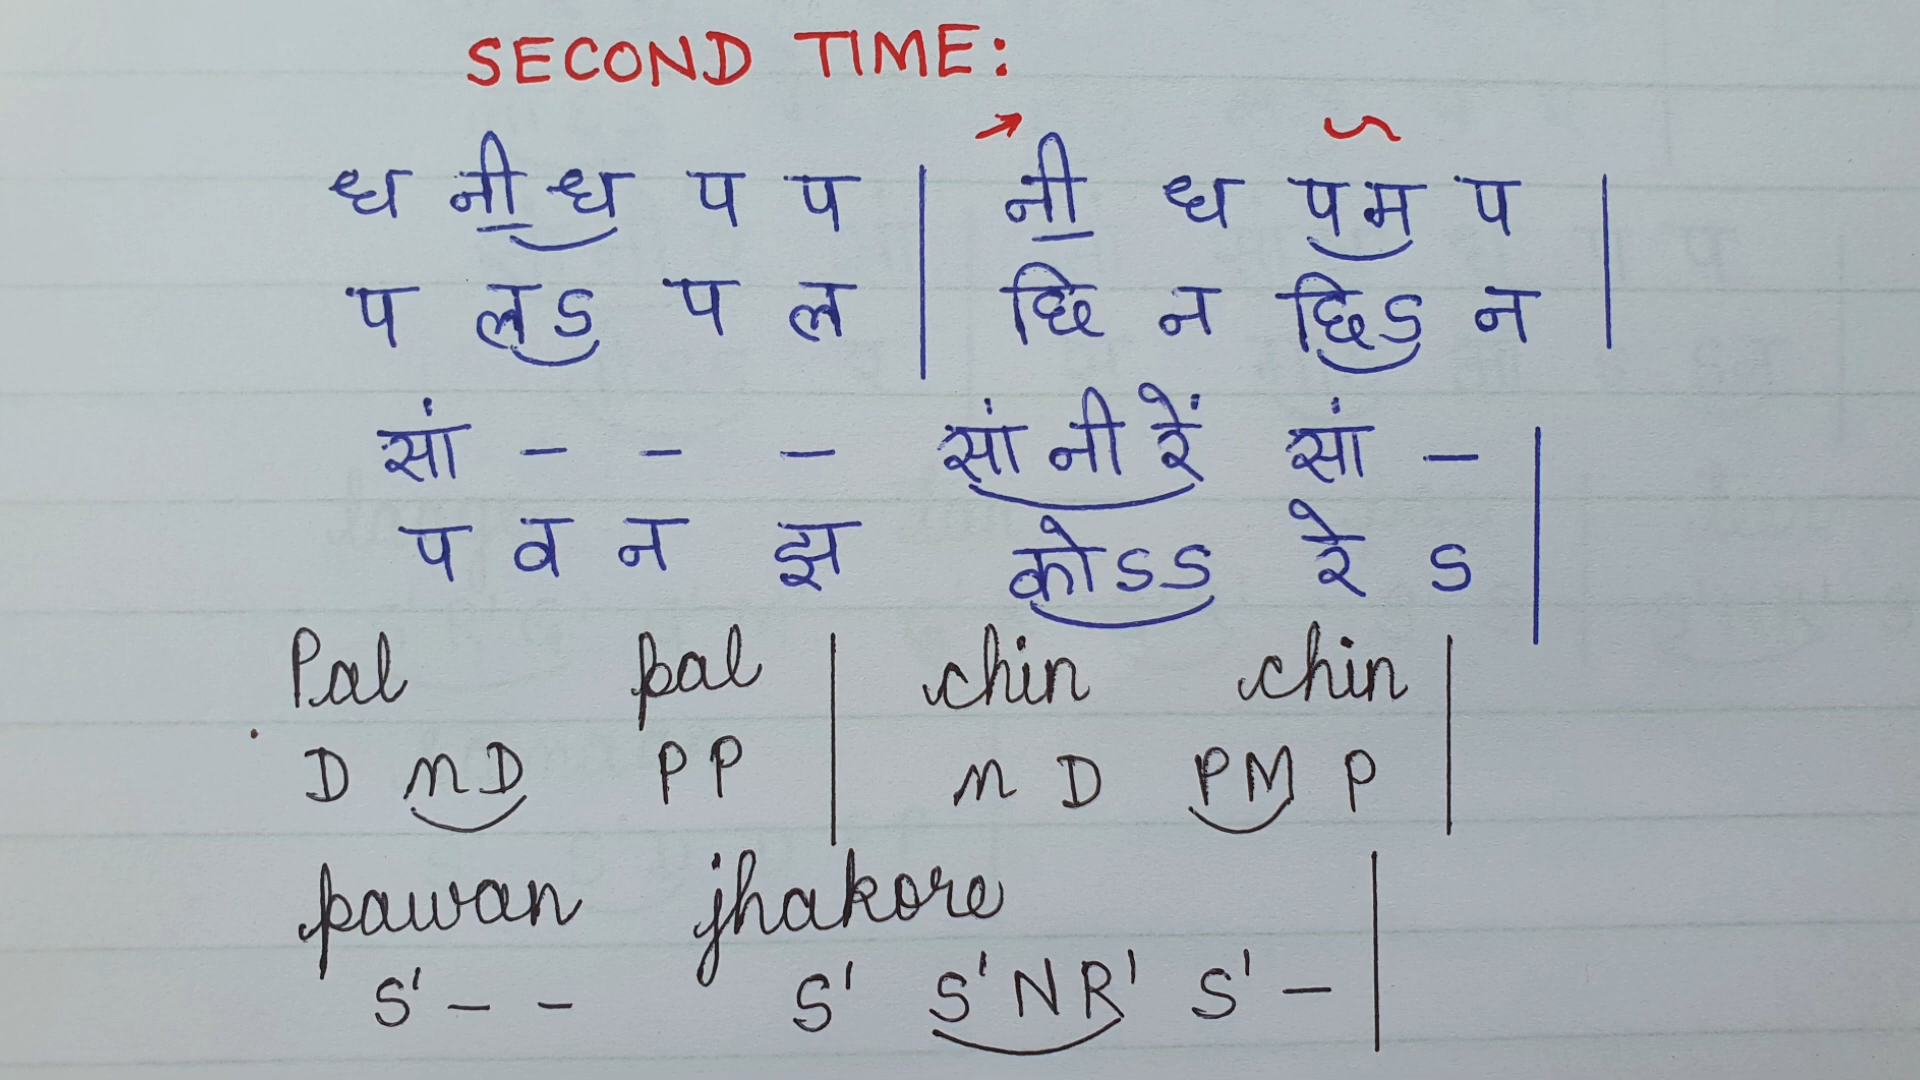 SECOND TIME:
ध नी॒ ध प प | नी॒ ध पम प |
प लऽ प ल | छि न छिऽ न |
सां - - - सां नी रें सां - |
प व न झ कोऽऽ रे ऽ |
Pal pal | chin chin |
D nD PP | n D PM P |
pawan jhakore |
S' - - S' S'NR' S' - |